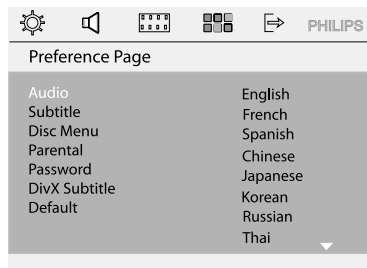 PHILIPS
Preference Page
Audio
Subtitle
Disc Menu
Parental
Password
DivX Subtitle
Default
English
French
Spanish
Chinese
Japanese
Korean
Russian
Thai